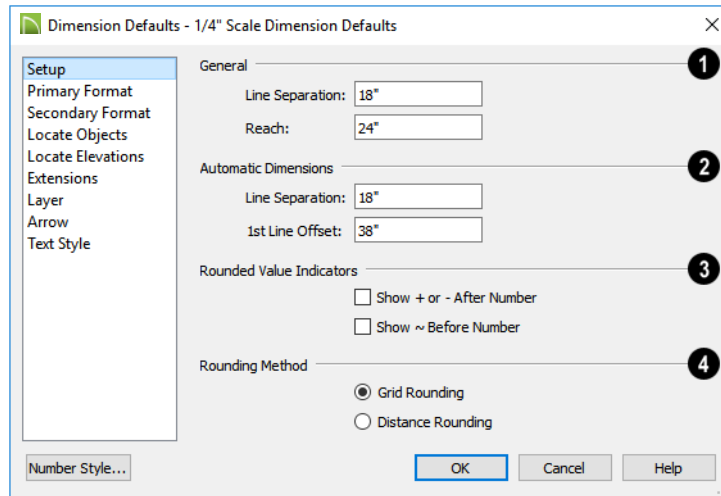 Dimension Defaults - 1/4" Scale Dimension Defaults
Setup
Primary Format
Secondary Format
Locate Objects
Locate Elevations
Extensions
Layer
Arrow
Text Style
General
1
Line Separation: 18"
Reach: 24"
Automatic Dimensions
2
Line Separation: 18"
1st Line Offset: 38"
Rounded Value Indicators
3
Show + or - After Number
Show ~ Before Number
Rounding Method
4
Grid Rounding
Distance Rounding
Number Style...
OK
Cancel
Help